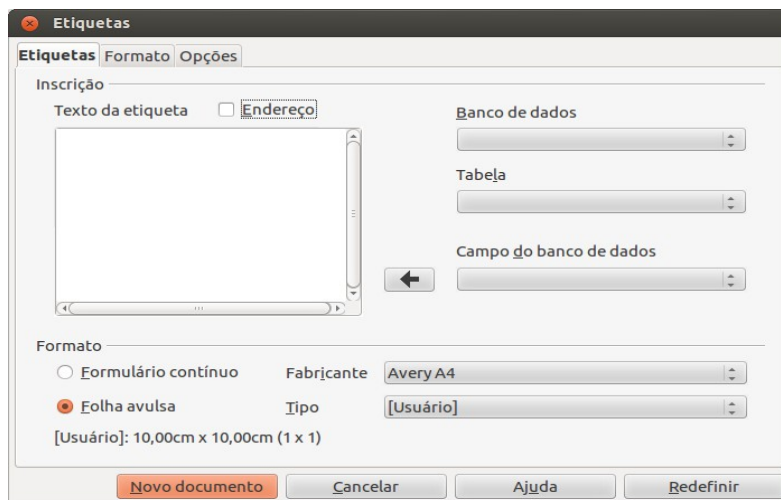 Etiquetas
Etiquetas Formato Opções
Inscrição
Texto da etiqueta Endereço
Banco de dados
Tabela
Campo do banco de dados
Formato
Formulário contínuo Fabricante Avery A4
Folha avulsa Tipo [Usuário]
[Usuário]: 10,00cm x 10,00cm (1 x 1)
Novo documento Cancelar Ajuda Redefinir